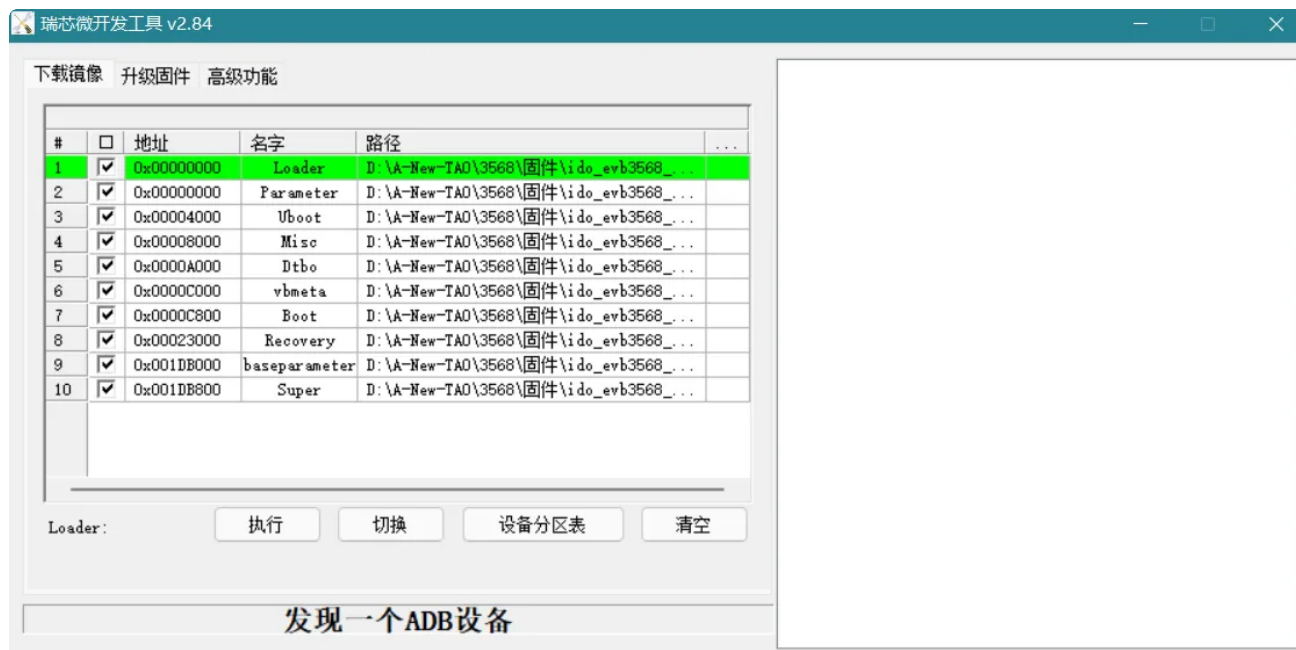 瑞芯微开发工具 v2.84
下载镜像 升级固件 高级功能
# 地址 名字 路径 ...
1 0x00000000 Loader D:\A-New-TAO\3568\固件\ido_evb3568_...
2 0x00000000 Parameter D:\A-New-TAO\3568\固件\ido_evb3568_...
3 0x00004000 Uboot D:\A-New-TAO\3568\固件\ido_evb3568_...
4 0x00008000 Misc D:\A-New-TAO\3568\固件\ido_evb3568_...
5 0x0000A000 Dtbo D:\A-New-TAO\3568\固件\ido_evb3568_...
6 0x0000C000 vbmeta D:\A-New-TAO\3568\固件\ido_evb3568_...
7 0x0000C800 Boot D:\A-New-TAO\3568\固件\ido_evb3568_...
8 0x00023000 Recovery D:\A-New-TAO\3568\固件\ido_evb3568_...
9 0x001DB000 baseparameter D:\A-New-TAO\3568\固件\ido_evb3568_...
10 0x001DB800 Super D:\A-New-TAO\3568\固件\ido_evb3568_...
Loader: 执行 切换 设备分区表 清空
发现一个ADB设备